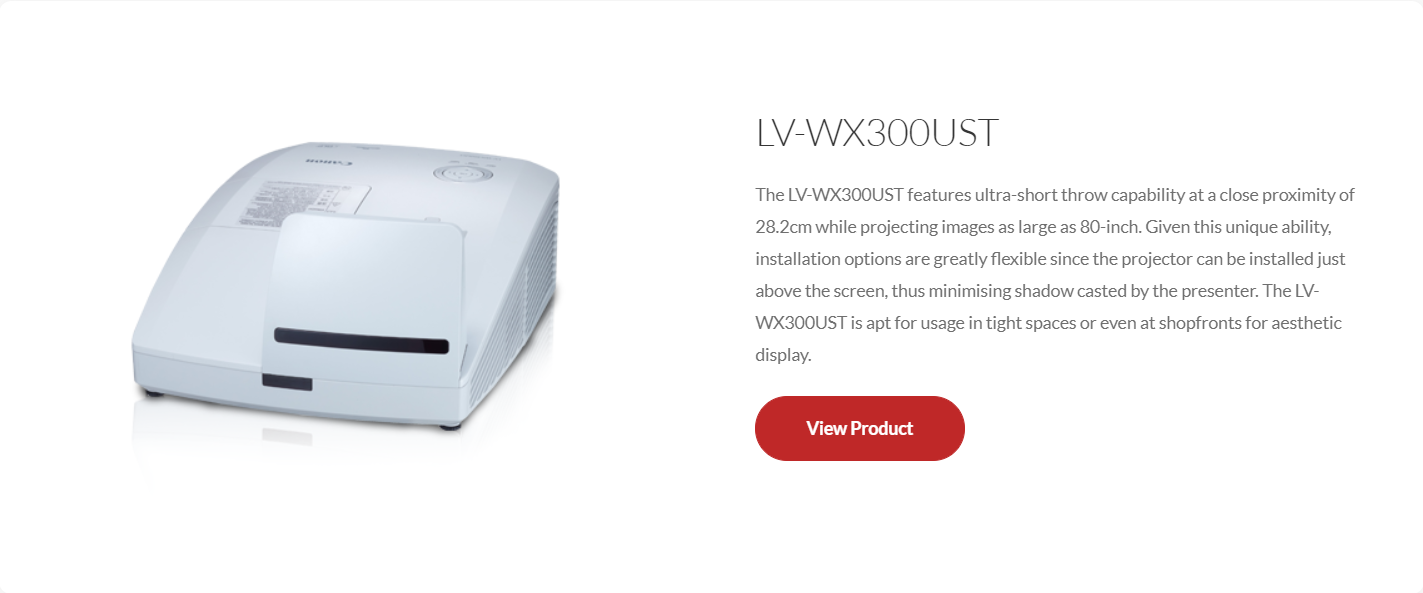 Canon
LV-WX300UST
The LV-WX300UST features ultra-short throw capability at a close proximity of
28.2cm while projecting images as large as 80-inch. Given this unique ability,
installation options are greatly flexible since the projector can be installed just
above the screen, thus minimising shadow casted by the presenter. The LV-
WX300UST is apt for usage in tight spaces or even at shopfronts for aesthetic
display.
View Product